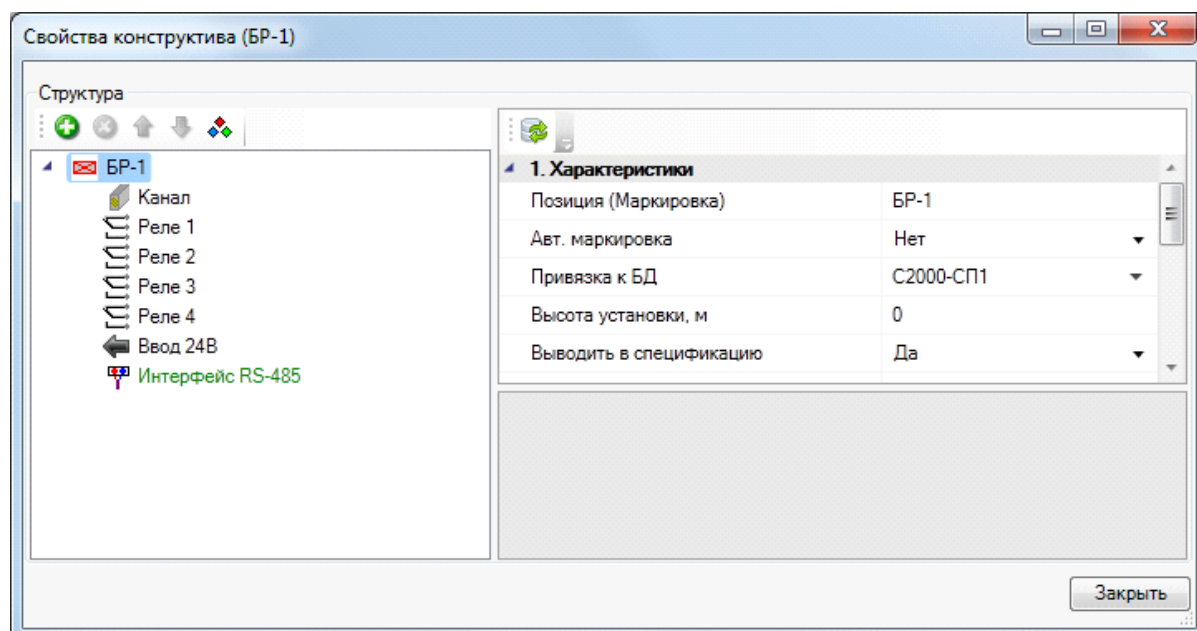 Свойства конструктива (БР-1)
Структура
БР-1
Канал
Реле 1
Реле 2
Реле 3
Реле 4
Ввод 24В
Интерфейс RS-485
1. Характеристики
Позиция (Маркировка) БР-1
Авт. маркировка Нет
Привязка к БД С2000-СП1
Высота установки, м 0
Выводить в спецификацию Да
Закрыть